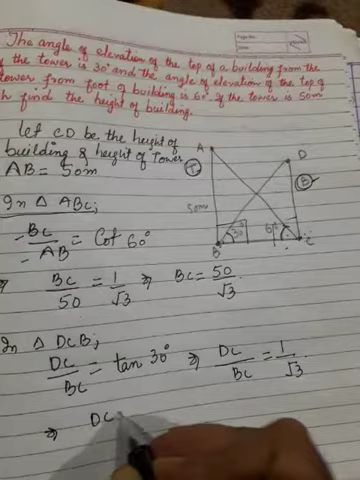 The angle of elevation of the top of a building from the
of the tower is 30° and the angle of elevation of the top of
tower from foot of building is 60°. If the tower is 50m
h find the height of building.
let CD be the height of
building & height of Tower
AB = 50m
In Δ ABC;
BC/AB = Cot 60°
BC/50 = 1/√3 ⇒ BC = 50/√3
In Δ DCB;
DC/BC = tan 30° ⇒ DC/BC = 1/√3
⇒ DC
A
D
T
B
50m
30°
B
C